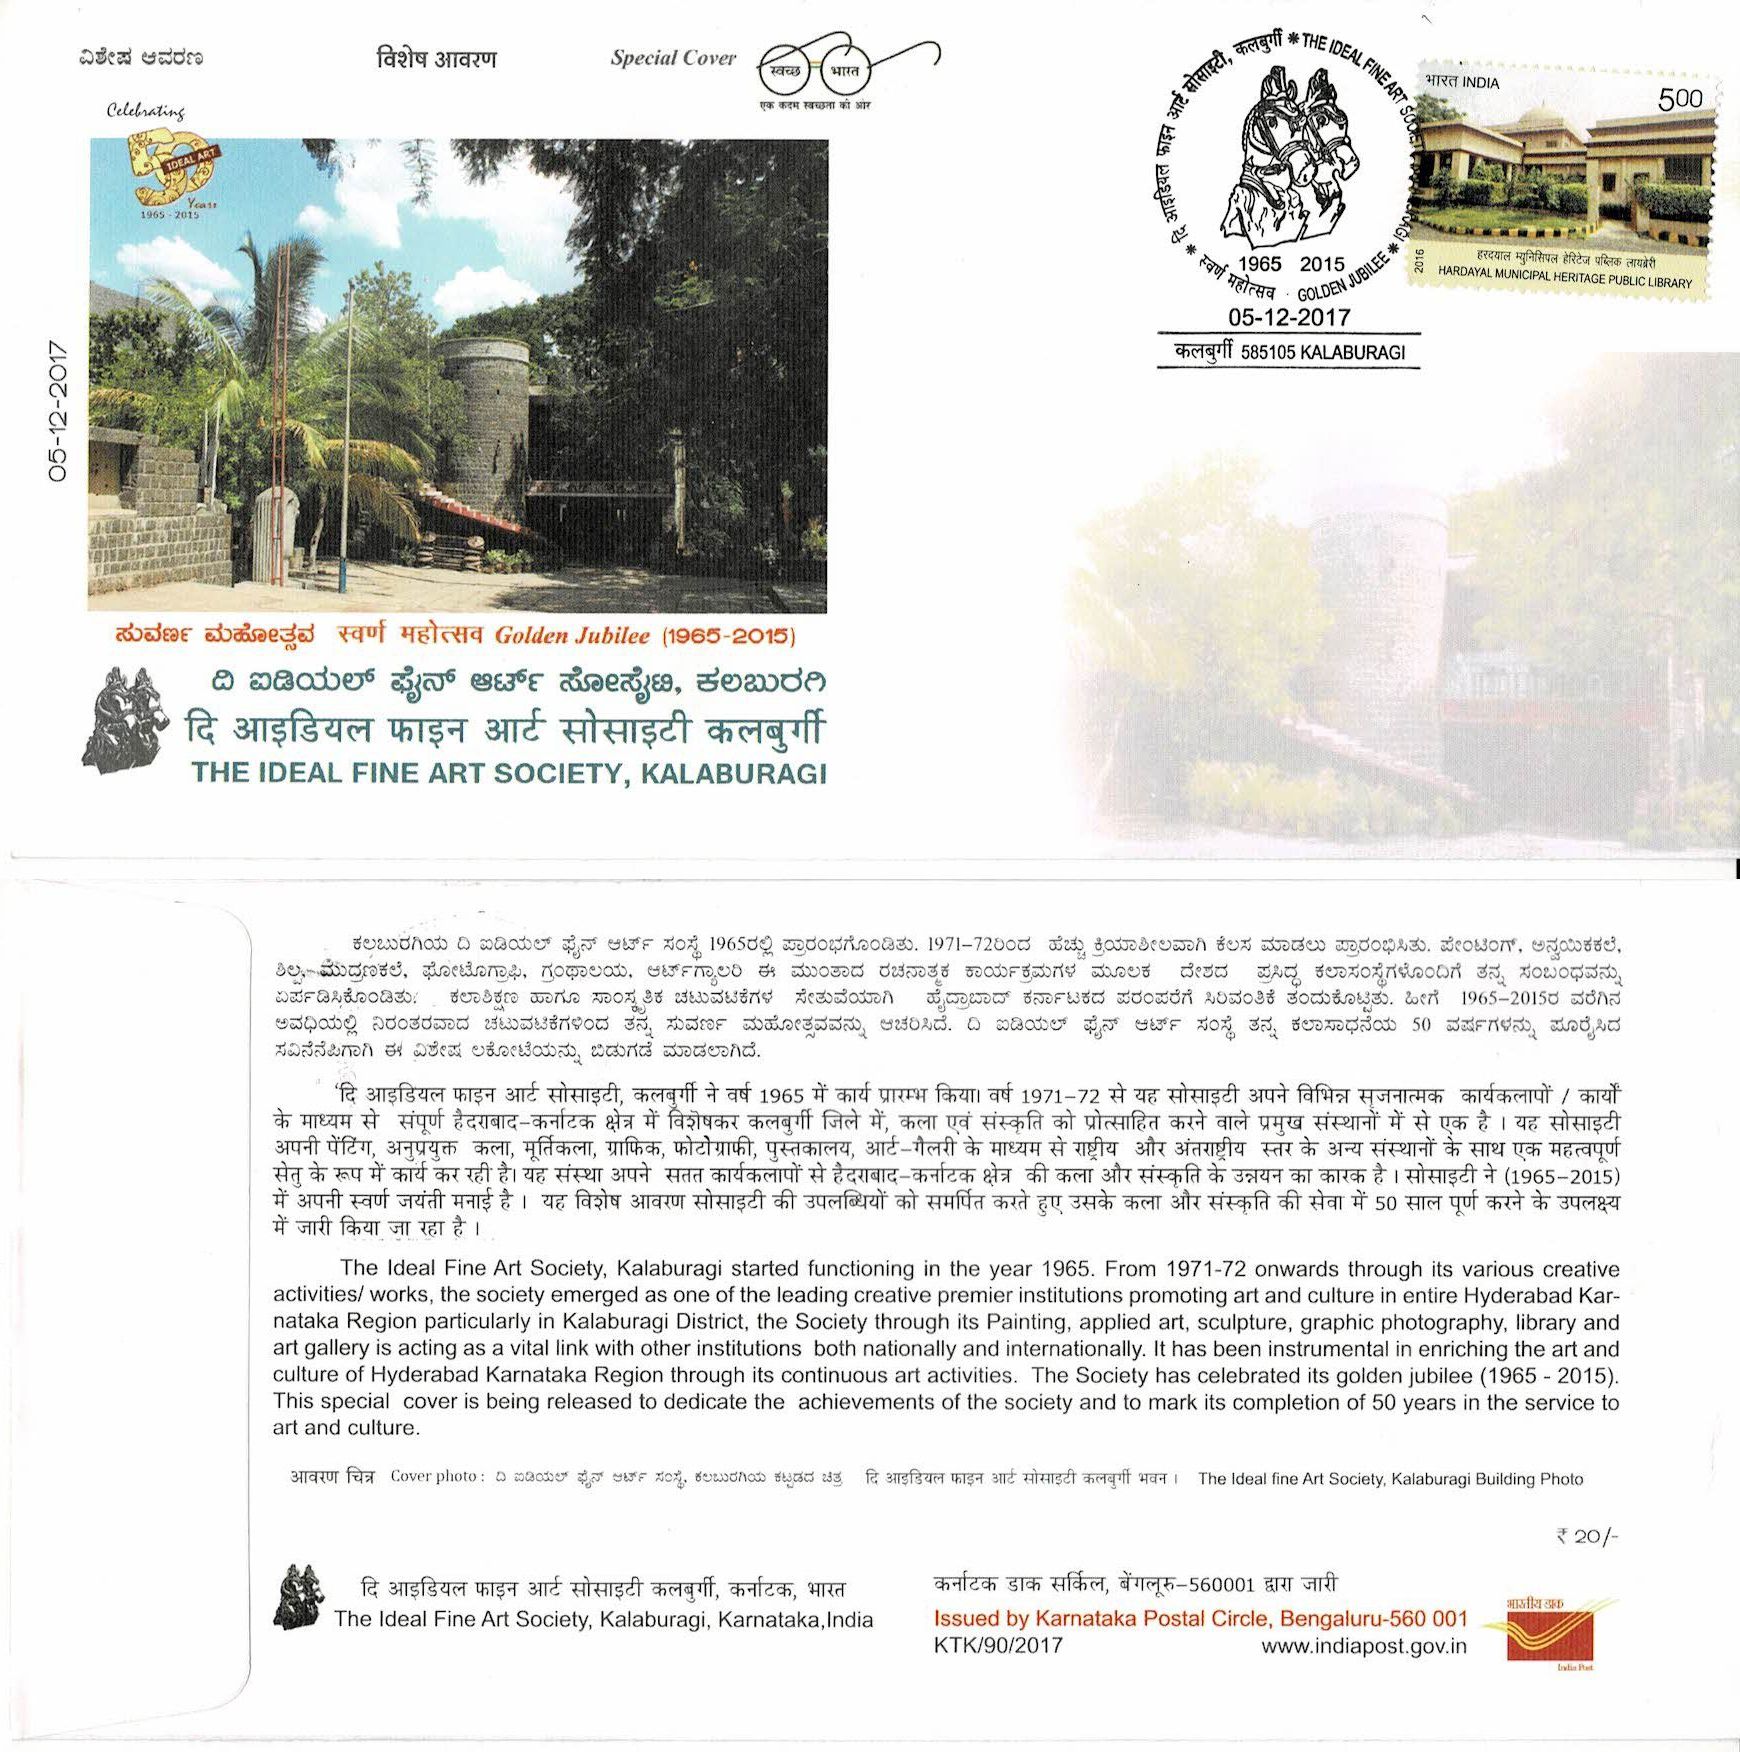 ವಿಶೇಷ ಆವರಣ
विशेष आवरण
Special Cover
स्वच्छ भारत
एक कदम स्वच्छता की ओर
Celebrating
50
IDEAL ART
Years
1965 - 2015
05-12-2017
ಸುವರ್ಣ ಮಹೋತ್ಸವ स्वर्ण महोत्सव Golden Jubilee (1965-2015)
ದಿ ಐಡಿಯಲ್ ಫೈನ್ ಆರ್ಟ್ ಸೋಸೈಟಿ, ಕಲಬುರಗಿ
दि आइडियल फाइन आर्ट सोसाइटी कलबुर्गी
THE IDEAL FINE ART SOCIETY, KALABURAGI
दि आइडियल फाइन आर्ट सोसाइटी, कलबुर्गी * THE IDEAL FINE ART
1965 2015
* स्वर्ण महोत्सव · GOLDEN JUBILEE *
05-12-2017
कलबुर्गी 585105 KALABURAGI
भारत INDIA
500
2016
हरदयाल म्युनिसिपल हेरिटेज पब्लिक लायब्रेरी
HARDAYAL MUNICIPAL HERITAGE PUBLIC LIBRARY
ಕಲಬುರಗಿಯ ದಿ ಐಡಿಯಲ್ ಫೈನ್ ಆರ್ಟ್ ಸಂಸ್ಥೆ 1965ರಲ್ಲಿ ಪ್ರಾರಂಭಗೊಂಡಿತು. 1971-72ರಿಂದ ಹೆಚ್ಚು ಕ್ರಿಯಾಶೀಲವಾಗಿ ಕೆಲಸ ಮಾಡಲು ಪ್ರಾರಂಭಿಸಿತು. ಪೇಂಟಿಂಗ್, ಅನ್ವಯಿಕಕಲೆ,
ಶಿಲ್ಪ, ಮುದ್ರಣಕಲೆ, ಫೋಟೊಗ್ರಾಫಿ, ಗ್ರಂಥಾಲಯ, ಆರ್ಟ್‌ಗ್ಯಾಲರಿ ಈ ಮುಂತಾದ ರಚನಾತ್ಮಕ ಕಾರ್ಯಕ್ರಮಗಳ ಮೂಲಕ ದೇಶದ ಪ್ರಸಿದ್ಧ ಕಲಾಸಂಸ್ಥೆಗಳೊಂದಿಗೆ ತನ್ನ ಸಂಬಂಧವನ್ನು
ಏರ್ಪಡಿಸಿಕೊಂಡಿತು. ಕಲಾಶಿಕ್ಷಣ ಹಾಗೂ ಸಾಂಸ್ಕೃತಿಕ ಚಟುವಟಿಕೆಗಳ ಸೇತುವೆಯಾಗಿ ಹೈದ್ರಾಬಾದ್ ಕರ್ನಾಟಕದ ಪರಂಪರೆಗೆ ಸಿರಿವಂತಿಕೆ ತಂದುಕೊಟ್ಟಿತು. ಹೀಗೆ 1965-2015ರ ವರೆಗಿನ
ಅವಧಿಯಲ್ಲಿ ನಿರಂತರವಾದ ಚಟುವಟಿಕೆಗಳಿಂದ ತನ್ನ ಸುವರ್ಣ ಮಹೋತ್ಸವವನ್ನು ಆಚರಿಸಿದೆ. ದಿ ಐಡಿಯಲ್ ಫೈನ್ ಆರ್ಟ್ ಸಂಸ್ಥೆ ತನ್ನ ಕಲಾಸಾಧನೆಯ 50 ವರ್ಷಗಳನ್ನು ಪೂರೈಸಿದ
ಸವಿನೆನೆಪಿಗಾಗಿ ಈ ವಿಶೇಷ ಲಕೋಟೆಯನ್ನು ಬಿಡುಗಡೆ ಮಾಡಲಾಗಿದೆ.
'दि आइडियल फाइन आर्ट सोसाइटी, कलबुर्गी ने वर्ष 1965 में कार्य प्रारम्भ किया। वर्ष 1971-72 से यह सोसाइटी अपने विभिन्न सृजनात्मक कार्यकलापों / कार्यों
के माध्यम से संपूर्ण हैदराबाद-कर्नाटक क्षेत्र में विशेषकर कलबुर्गी जिले में, कला एवं संस्कृति को प्रोत्साहित करने वाले प्रमुख संस्थानों में से एक है । यह सोसाइटी
अपनी पेंटिंग, अनुप्रयुक्त कला, मूर्तिकला, ग्राफिक, फोटोग्राफी, पुस्तकालय, आर्ट-गैलरी के माध्यम से राष्ट्रीय और अंतराष्ट्रीय स्तर के अन्य संस्थानों के साथ एक महत्वपूर्ण
सेतु के रूप में कार्य कर रही है। यह संस्था अपने सतत कार्यकलापों से हैदराबाद-कर्नाटक क्षेत्र की कला और संस्कृति के उन्नयन का कारक है । सोसाइटी ने (1965-2015)
में अपनी स्वर्ण जयंती मनाई है । यह विशेष आवरण सोसाइटी की उपलब्धियों को समर्पित करते हुए उसके कला और संस्कृति की सेवा में 50 साल पूर्ण करने के उपलक्ष्य
में जारी किया जा रहा है ।
The Ideal Fine Art Society, Kalaburagi started functioning in the year 1965. From 1971-72 onwards through its various creative
activities/ works, the society emerged as one of the leading creative premier institutions promoting art and culture in entire Hyderabad Kar-
nataka Region particularly in Kalaburagi District, the Society through its Painting, applied art, sculpture, graphic photography, library and
art gallery is acting as a vital link with other institutions both nationally and internationally. It has been instrumental in enriching the art and
culture of Hyderabad Karnataka Region through its continuous art activities. The Society has celebrated its golden jubilee (1965 - 2015).
This special cover is being released to dedicate the achievements of the society and to mark its completion of 50 years in the service to
art and culture.
आवरण चित्र Cover photo : ದಿ ಐಡಿಯಲ್ ಫೈನ್ ಆರ್ಟ್ ಸಂಸ್ಥೆ, ಕಲಬುರಗಿಯ ಕಟ್ಟಡದ ಚಿತ್ರ दि आइडियल फाइन आर्ट सोसाइटी कलबुर्गी भवन । The Ideal fine Art Society, Kalaburagi Building Photo
₹ 20/-
दि आइडियल फाइन आर्ट सोसाइटी कलबुर्गी, कर्नाटक, भारत
The Ideal Fine Art Society, Kalaburagi, Karnataka,India
कर्नाटक डाक सर्किल, बेंगलूरु-560001 द्वारा जारी
Issued by Karnataka Postal Circle, Bengaluru-560 001
KTK/90/2017 www.indiapost.gov.in
भारतीय डाक
India Post